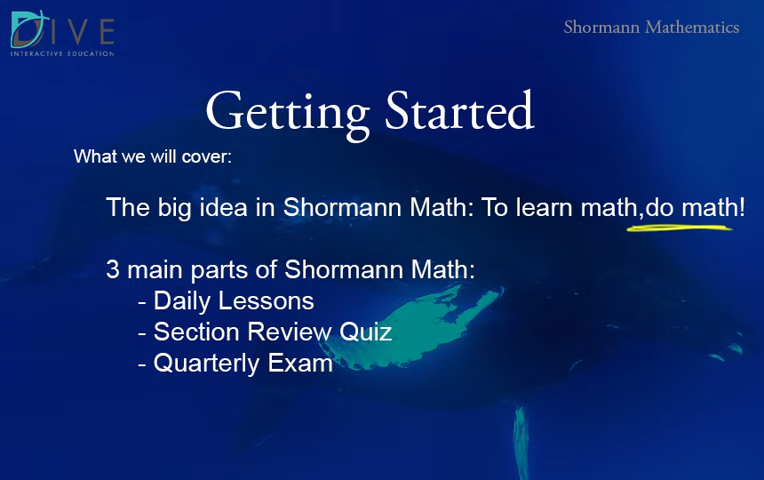 DIVE
INTERACTIVE EDUCATION
Shormann Mathematics
Getting Started
What we will cover:
The big idea in Shormann Math: To learn math,do math!
3 main parts of Shormann Math:
- Daily Lessons
- Section Review Quiz
- Quarterly Exam